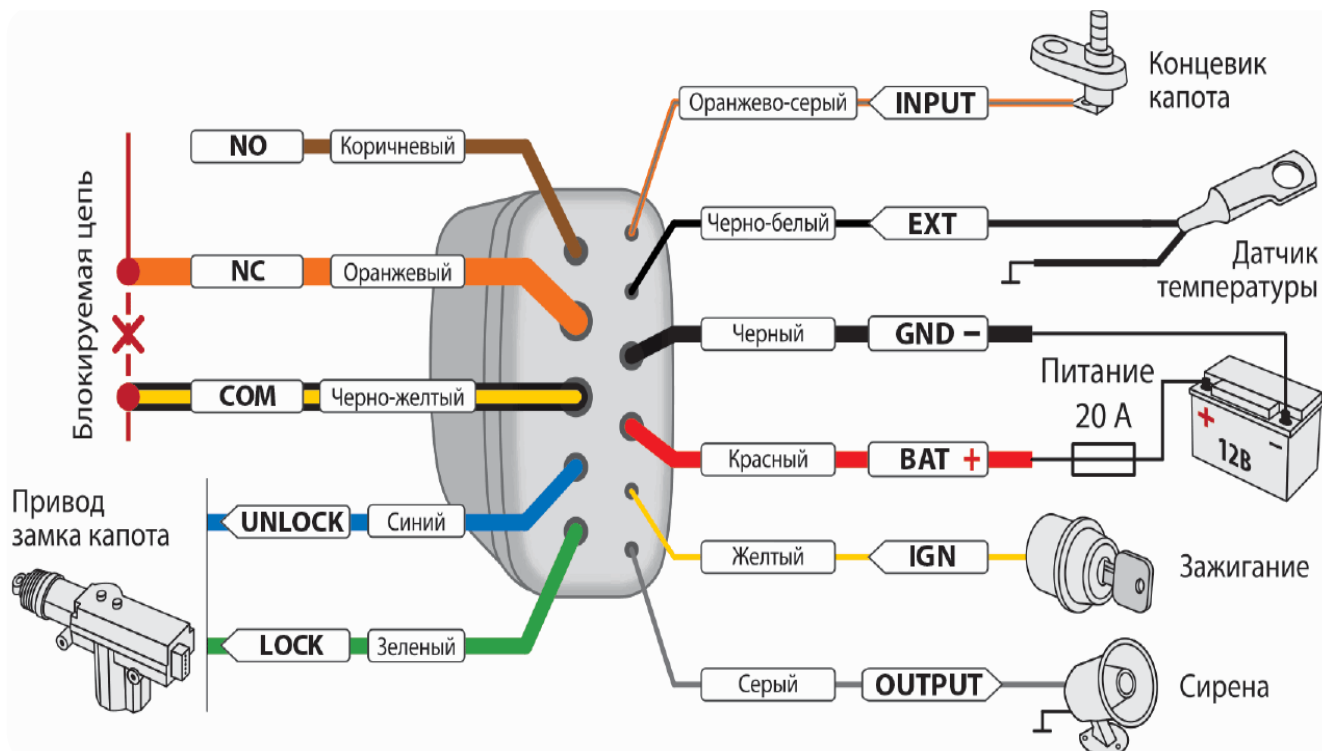 Оранжево-серый
INPUT
Концевик
капота
NO
Коричневый
Черно-белый
EXT
Датчик
температуры
Блокируемая цепь
NC
Оранжевый
Черный
GND −
COM
Черно-желтый
Питание
20 А
Красный
BAT +
+
−
12В
Привод
замка капота
UNLOCK
Синий
Желтый
IGN
Зажигание
LOCK
Зеленый
Серый
OUTPUT
Сирена